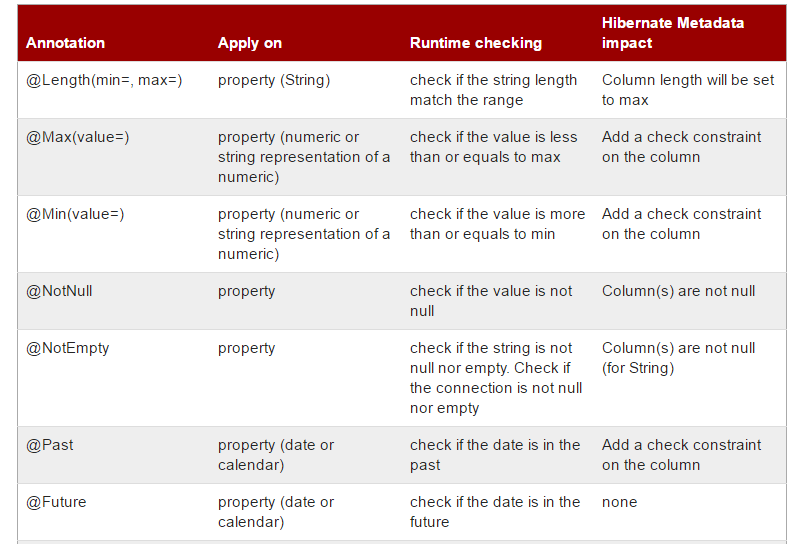 Annotation Apply on Runtime checking Hibernate Metadata impact
@Length(min=, max=) property (String) check if the string length Column length will be set
match the range to max
@Max(value=) property (numeric or check if the value is less Add a check constraint
string representation of a than or equals to max on the column
numeric)
@Min(value=) property (numeric or check if the value is more Add a check constraint
string representation of a than or equals to min on the column
numeric)
@NotNull property check if the value is not Column(s) are not null
null
@NotEmpty property check if the string is not Column(s) are not null
null nor empty. Check if (for String)
the connection is not null
nor empty
@Past property (date or check if the date is in the Add a check constraint
calendar) past on the column
@Future property (date or check if the date is in the none
calendar) future